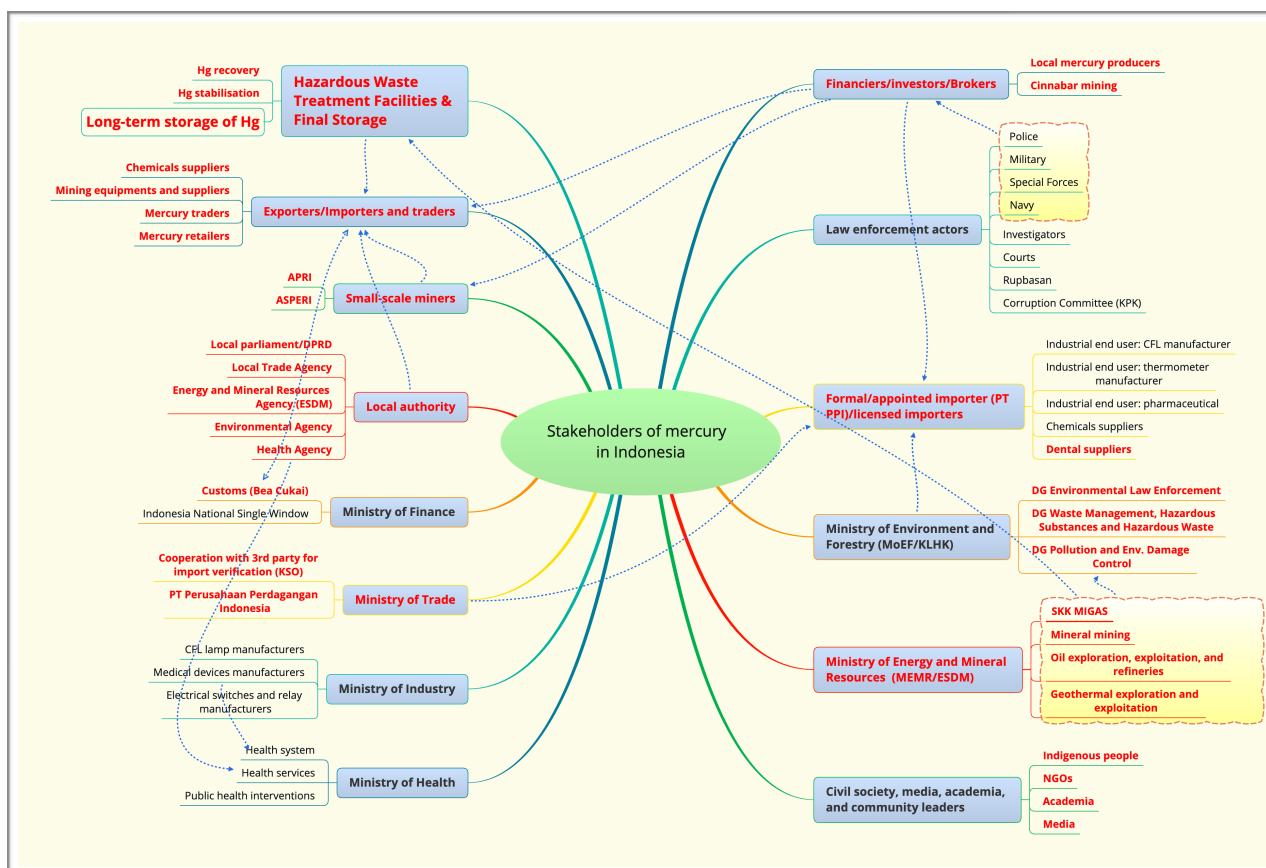 Stakeholders of mercury
in Indonesia
Hazardous Waste
Treatment Facilities &
Final Storage
Hg recovery
Hg stabilisation
Long-term storage of Hg
Exporters/Importers and traders
Chemicals suppliers
Mining equipments and suppliers
Mercury traders
Mercury retailers
Small-scale miners
APRI
ASPERI
Local authority
Local parliament/DPRD
Local Trade Agency
Energy and Mineral Resources
Agency (ESDM)
Environmental Agency
Health Agency
Ministry of Finance
Customs (Bea Cukai)
Indonesia National Single Window
Ministry of Trade
Cooperation with 3rd party for
import verification (KSO)
PT Perusahaan Perdagangan
Indonesia
Ministry of Industry
CFL lamp manufacturers
Medical devices manufacturers
Electrical switches and relay
manufacturers
Ministry of Health
Health system
Health services
Public health interventions
Financiers/investors/Brokers
Local mercury producers
Cinnabar mining
Law enforcement actors
Police
Military
Special Forces
Navy
Investigators
Courts
Rupbasan
Corruption Committee (KPK)
Formal/appointed importer (PT
PPI)/licensed importers
Industrial end user: CFL manufacturer
Industrial end user: thermometer
manufacturer
Industrial end user: pharmaceutical
Chemicals suppliers
Dental suppliers
Ministry of Environment and
Forestry (MoEF/KLHK)
DG Environmental Law Enforcement
DG Waste Management, Hazardous
Substances and Hazardous Waste
DG Pollution and Env. Damage
Control
Ministry of Energy and Mineral
Resources (MEMR/ESDM)
SKK MIGAS
Mineral mining
Oil exploration, exploitation, and
refineries
Geothermal exploration and
exploitation
Civil society, media, academia,
and community leaders
Indigenous people
NGOs
Academia
Media